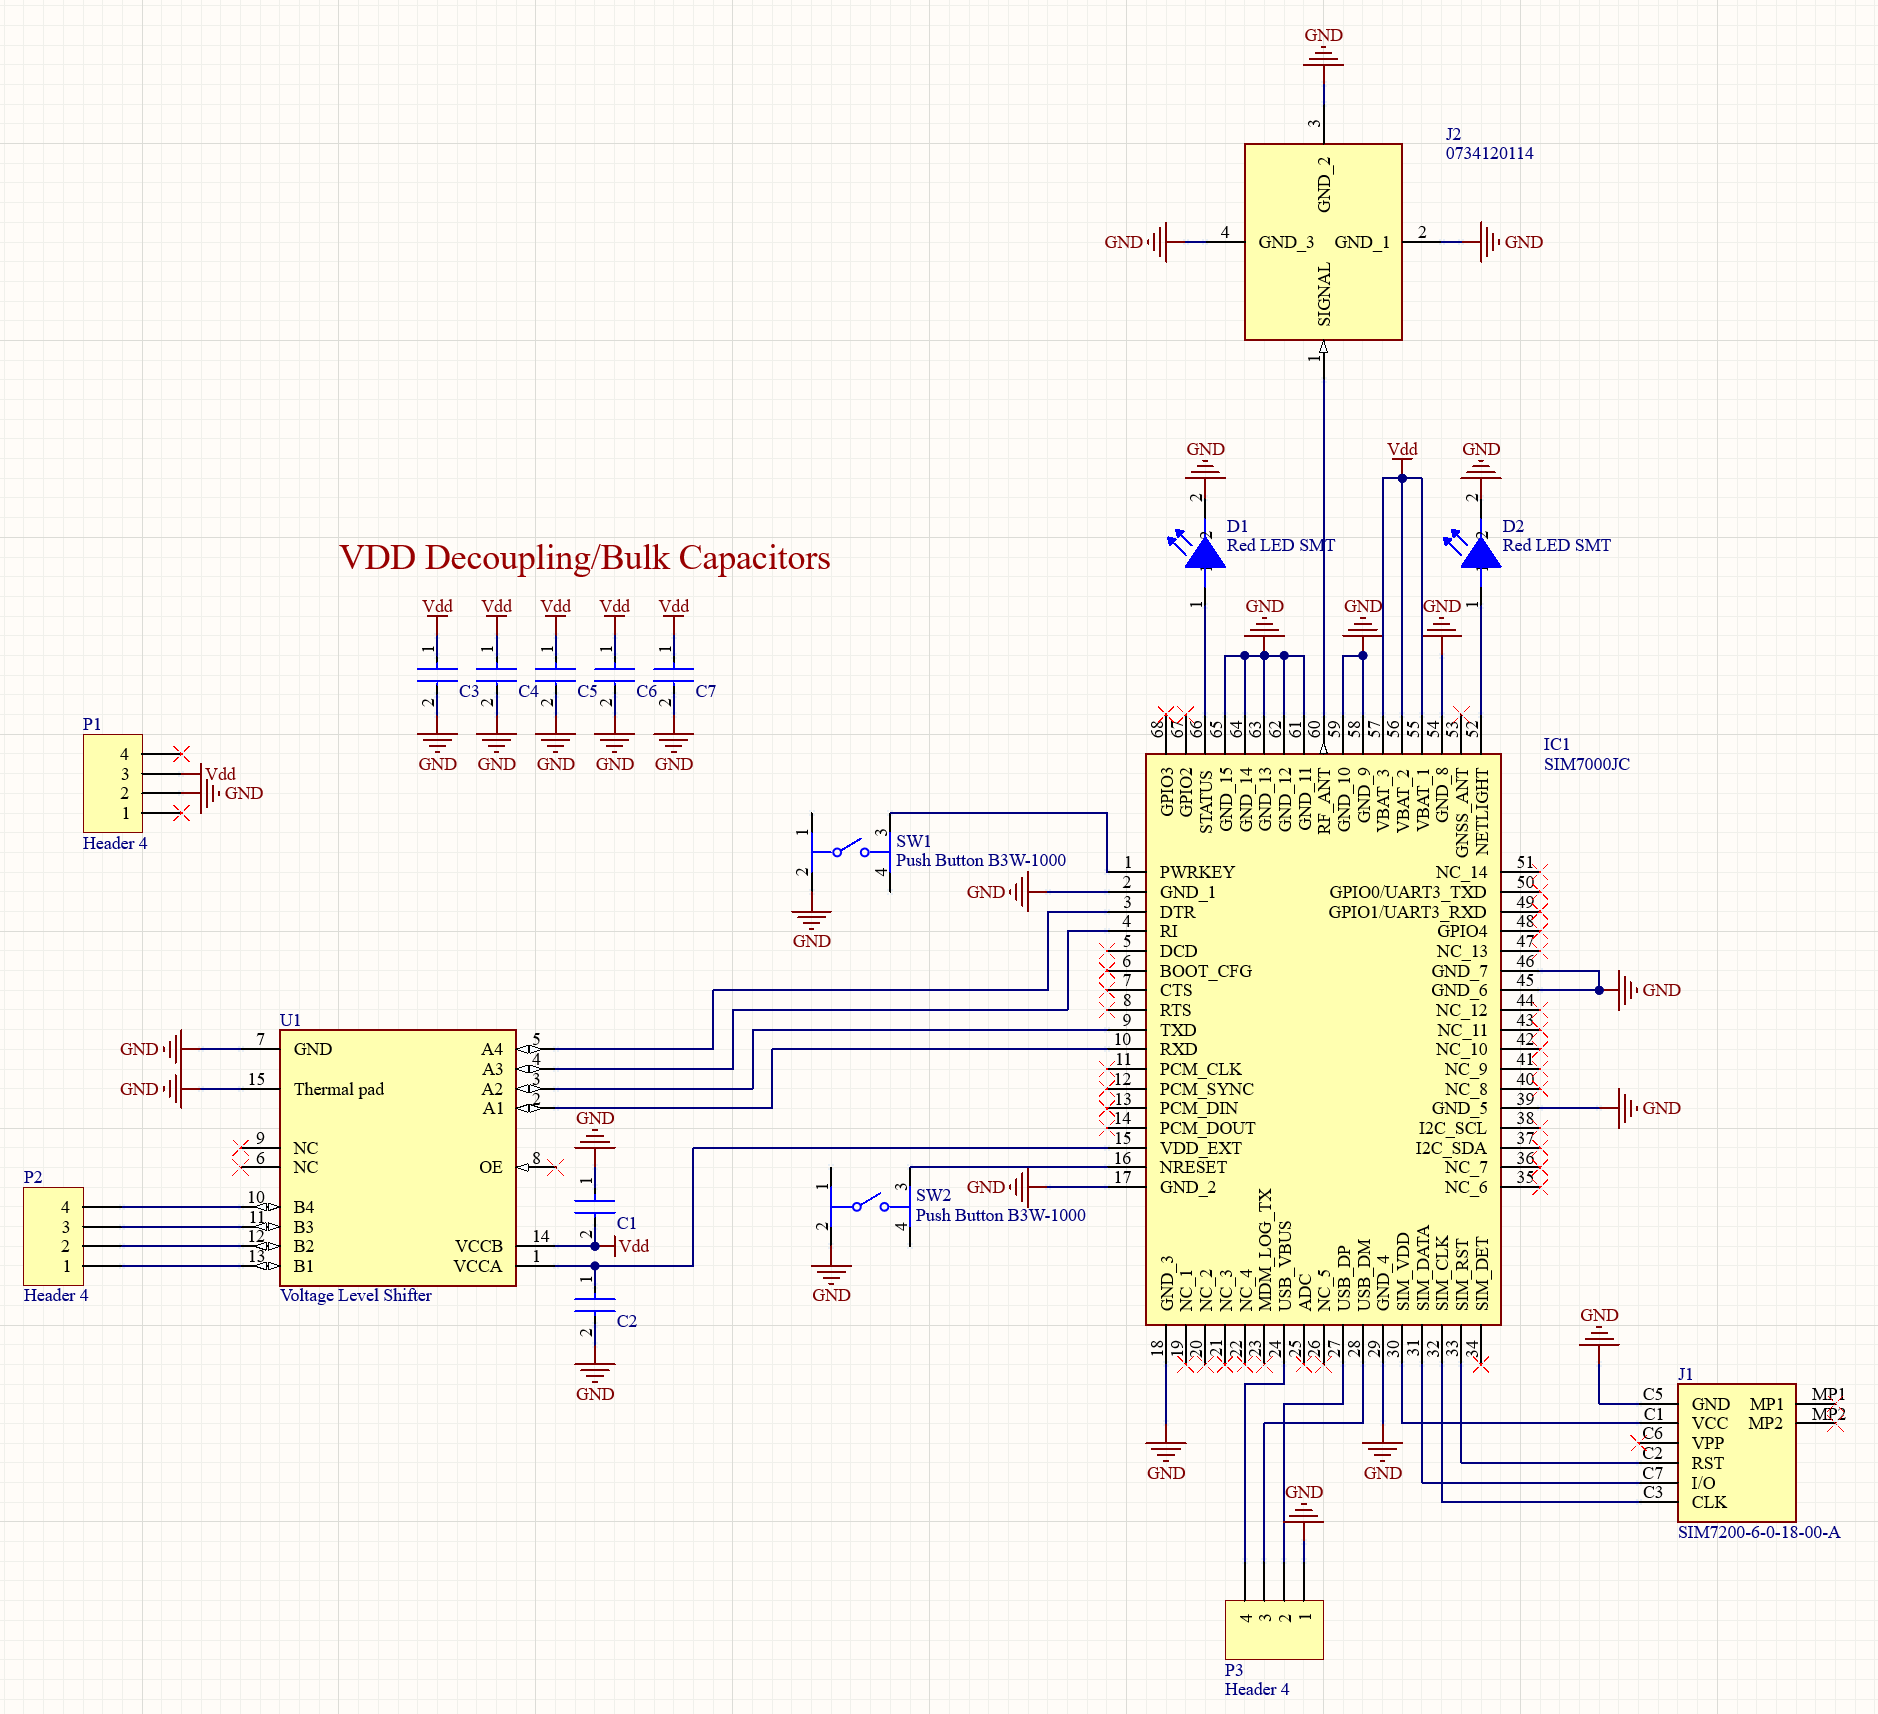 GND
3
J2
0734120114
GND_2
GND 4 GND_3 GND_1 2 GND
SIGNAL
1
GND Vdd GND
2 2
D1
Red LED SMT
2
1
D2
Red LED SMT
2
1
1 1
GND GND GND
VDD Decoupling/Bulk Capacitors
Vdd Vdd Vdd Vdd Vdd
1 1 1 1 1
C3 C4 C5 C6 C7
2 2 2 2 2
GND GND GND GND GND
P1
4
3 Vdd
2 GND
1
Header 4
68 67 66 65 64 63 62 61 60 59 58 57 56 55 54 53 52
IC1
SIM7000JC
GPIO3 GPIO2 STATUS GND_15 GND_14 GND_13 GND_12 GND_11 RF_ANT GND_10 GND_9 VBAT_3 VBAT_2 VBAT_1 GND_8 GNSS_ANT NETLIGHT
1 3
SW1
Push Button B3W-1000
2 4
GND
1 PWRKEY NC_14 51
GND 2 GND_1 GPIO0/UART3_TXD 50
3 DTR GPIO1/UART3_RXD 49
4 RI GPIO4 48
5 DCD NC_13 47
6 BOOT_CFG GND_7 46
7 CTS GND_6 45 GND
8 RTS NC_12 44
9 TXD NC_11 43
10 RXD NC_10 42
11 PCM_CLK NC_9 41
12 PCM_SYNC NC_8 40
13 PCM_DIN GND_5 39 GND
14 PCM_DOUT I2C_SCL 38
15 VDD_EXT I2C_SDA 37
16 NRESET NC_7 36
GND 17 GND_2 NC_6 35
U1
GND 7 GND A4 5
A3 4
GND 15 Thermal pad A2 3
A1 2
GND
9 NC
6 NC OE 8
1
P2
4 10 B4
3 11 B3
2 C1
2 12 B2 VCCB 14 Vdd
1 13 B1 VCCA 1
Header 4
Voltage Level Shifter
1
C2
2
GND
1 3
SW2
Push Button B3W-1000
2 4
GND
GND_3 NC_1 NC_2 NC_3 NC_4 MDM_LOG_TX USB_VBUS ADC NC_5 USB_DP USB_DM GND_4 SIM_VDD SIM_DATA SIM_CLK SIM_RST SIM_DET
18 19 20 21 22 23 24 25 26 27 28 29 30 31 32 33 34
GND
J1
C5 GND MP1 MP1
C1 VCC MP2 MP2
C6 VPP
C2 RST
C7 I/O
C3 CLK
SIM7200-6-0-18-00-A
GND GND
GND
4 3 2 1
P3
Header 4